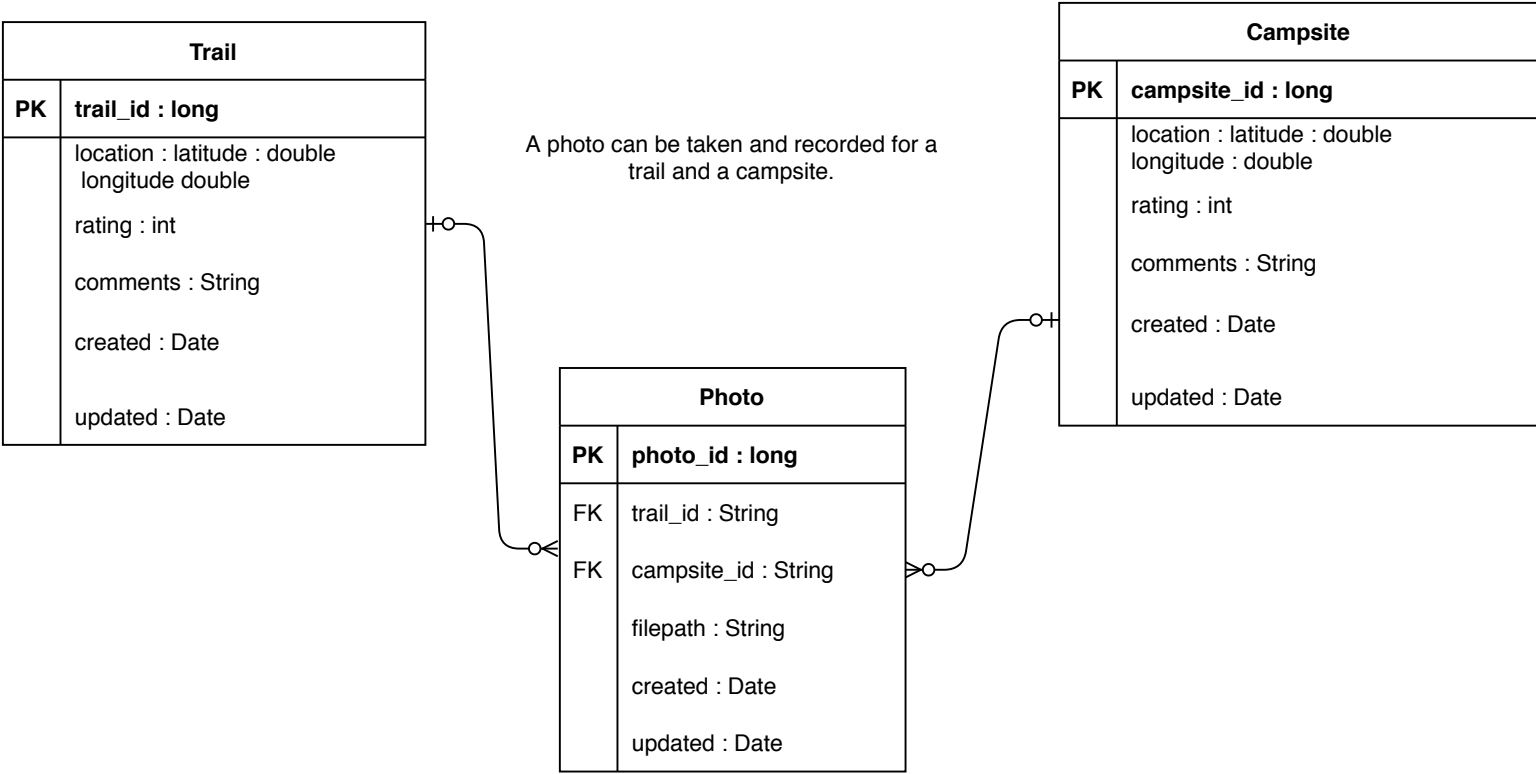 Trail
PK trail_id : long
location : latitude : double
longitude double
rating : int
comments : String
created : Date
updated : Date
A photo can be taken and recorded for a
trail and a campsite.
Campsite
PK campsite_id : long
location : latitude : double
longitude : double
rating : int
comments : String
created : Date
updated : Date
Photo
PK photo_id : long
FK trail_id : String
FK campsite_id : String
filepath : String
created : Date
updated : Date